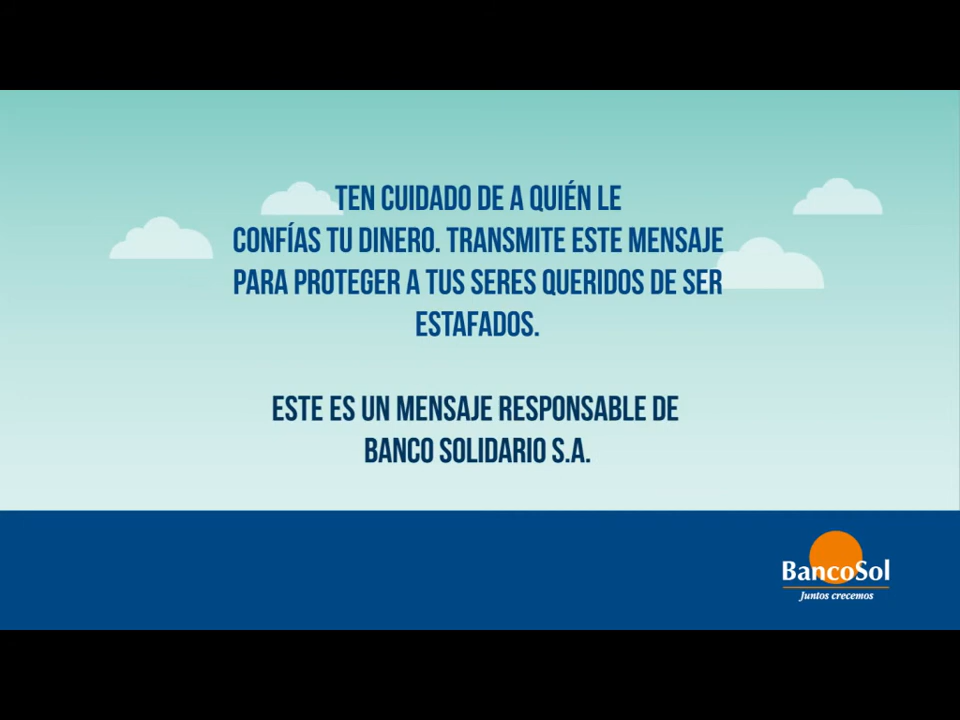 TEN CUIDADO DE A QUIÉN LE
CONFÍAS TU DINERO. TRANSMITE ESTE MENSAJE
PARA PROTEGER A TUS SERES QUERIDOS DE SER
ESTAFADOS.
ESTE ES UN MENSAJE RESPONSABLE DE
BANCO SOLIDARIO S.A.
BancoSol
Juntos crecemos